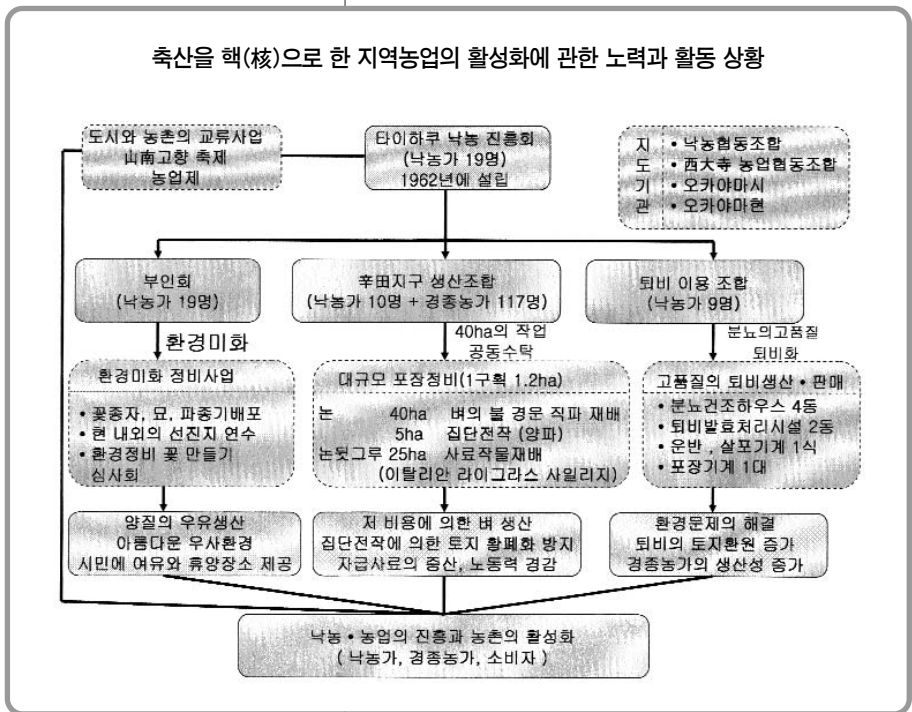 축산을 핵(核)으로 한 지역농업의 활성화에 관한 노력과 활동 상황
도시와 농촌의 교류사업
山南고향 축제
농업제
타이하쿠 낙농 진흥회
(낙농가 19명)
1962년에 설립
지 • 낙농협동조합
도 • 西大寺 농업협동조합
기 • 오카야마시
관 • 오카야마현
부인회
(낙농가 19명)
辛田지구 생산조합
(낙농가 10명 + 경종농가 117명)
퇴비 이용 조합
(낙농가 9명)
환경미화
40ha의 작업
공동수탁
분뇨의고품질
퇴비화
환경미화 정비사업
• 꽃종자, 묘, 파종기배포
• 현 내외의 선진지 연수
• 환경정비 꽃 만들기
심사회
대규모 포장정비(1구획 1.2ha)
논 40ha 벼의 불 경운 직파 재배
5ha 집단전작 (양파)
논뒷그루 25ha 사료작물재배
(이탈리안 라이그라스 사일리지)
고품질의 퇴비생산 • 판매
• 분뇨건조하우스 4동
• 퇴비발효처리시설 2동
• 운반 , 살포기계 1식
• 포장기계 1대
양질의 우유생산
아름다운 우사환경
시민에 여유와 휴양장소 제공
저 비용에 의한 벼 생산
집단전작에 의한 토지 황폐화 방지
자급사료의 증산, 노동력 경감
환경문제의 해결
퇴비의 토지환원 증가
경종농가의 생산성 증가
낙농 • 농업의 진흥과 농촌의 활성화
( 낙농가, 경종농가, 소비자 )